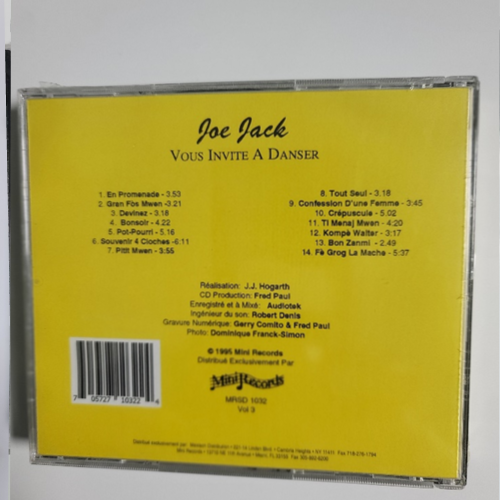 Joe Jack
VOUS INVITE A DANSER
1. En Promenade - 3.53
2. Gran Fòs Mwen -3.21
3. Devinez - 3.18
4. Bonsoir - 4.22
5. Pot-Pourri - 5.16
6. Souvenir 4 Cloches -6:11
7. Pitit Mwen - 3:55
8. Tout Seul - 3.18
9. Confession D'une Femme - 3:45
10. Crépuscule - 5.02
11. Ti Menaj Mwen - 3:40
12. Kompè Walter - 3:17
13. Bon Zanmi - 2.49
14. Fè Grog La Mache - 5:37
Réalisation: J.J. Hogarth
CD Production: Fred Paul
Enregistré et à Mixé: Audiotek
Ingénieur du son: Robert Denis
Gravure Numérique: Gerry Comito & Fred Paul
Photo: Dominique Franck-Simon
© 1995 Mini Records
Distribué Exclusivement Par
Mini Records
MRSD 1032
Vol 3
7 05727 10322 4